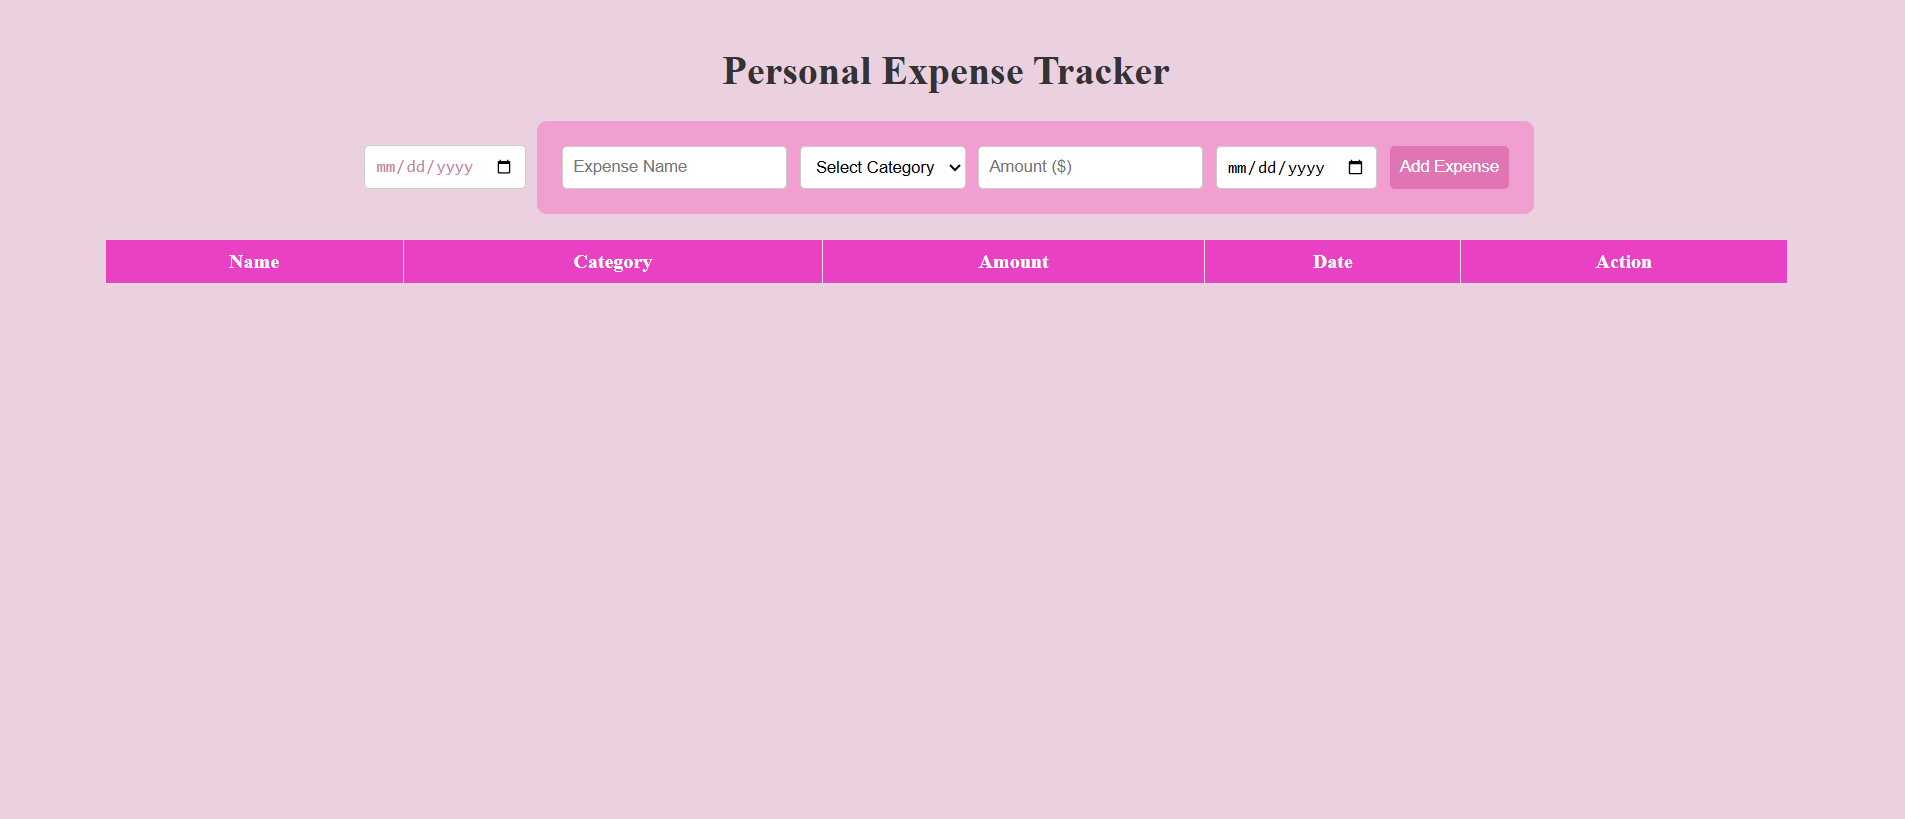 Personal Expense Tracker
mm/dd/yyyy Expense Name Select Category Amount ($) mm/dd/yyyy Add Expense
Name Category Amount Date Action